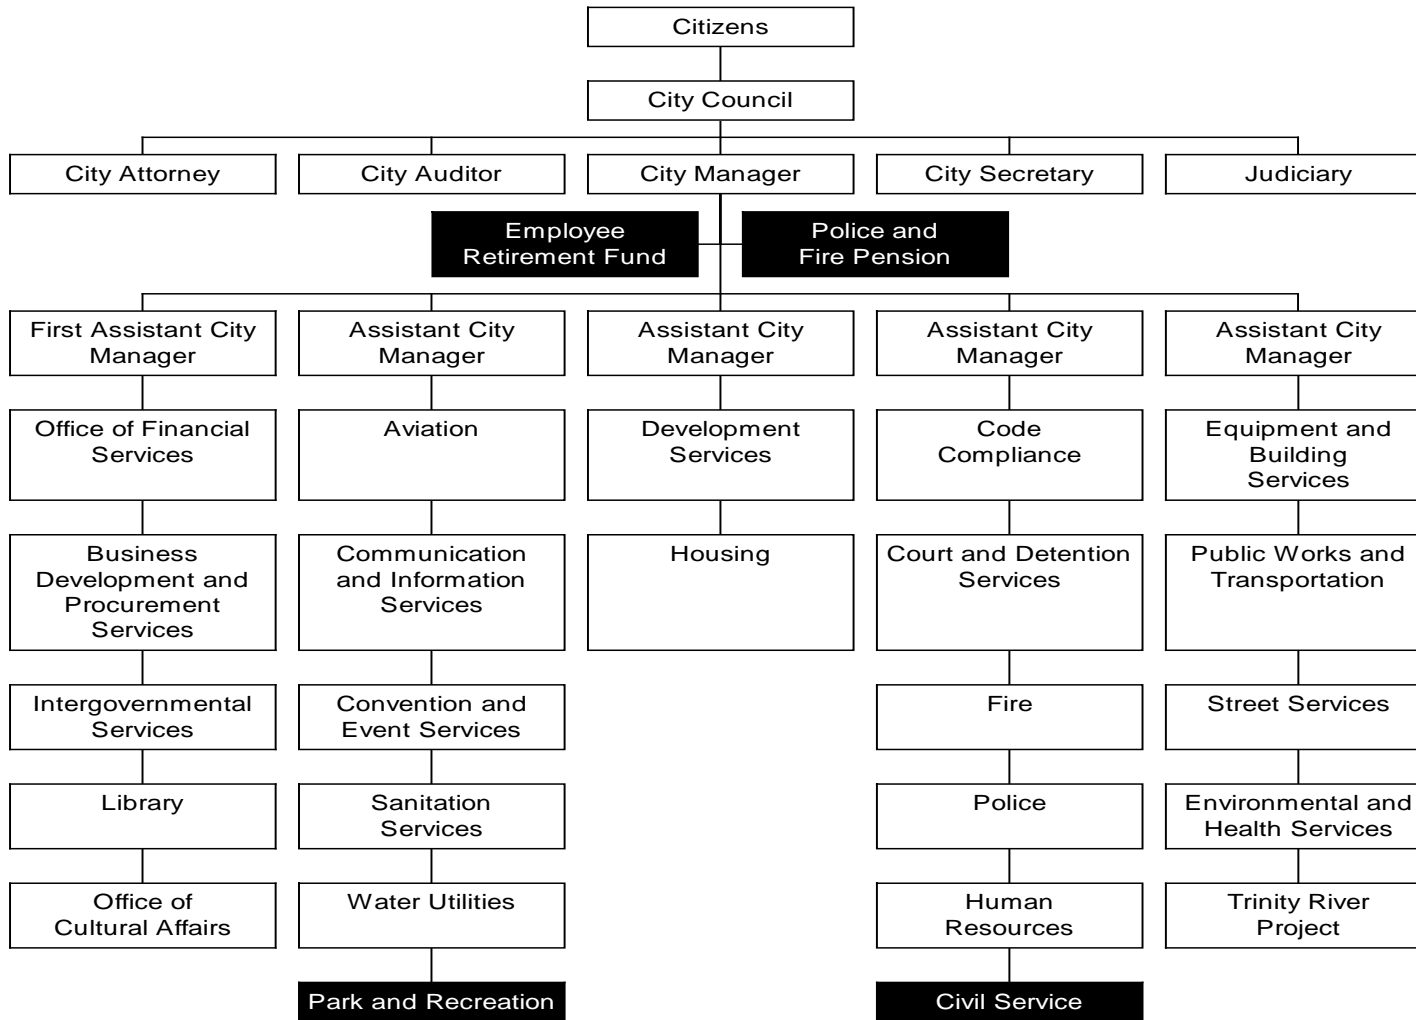 Citizens
City Council
City Attorney
City Auditor
City Manager
City Secretary
Judiciary
Employee
Retirement Fund
Police and
Fire Pension
First Assistant City
Manager
Assistant City
Manager
Assistant City
Manager
Assistant City
Manager
Assistant City
Manager
Office of Financial
Services
Aviation
Development
Services
Code
Compliance
Equipment and
Building
Services
Business
Development and
Procurement
Services
Communication
and Information
Services
Housing
Court and Detention
Services
Public Works and
Transportation
Intergovernmental
Services
Convention and
Event Services
Fire
Street Services
Library
Sanitation
Services
Police
Environmental and
Health Services
Office of
Cultural Affairs
Water Utilities
Human
Resources
Trinity River
Project
Park and Recreation
Civil Service